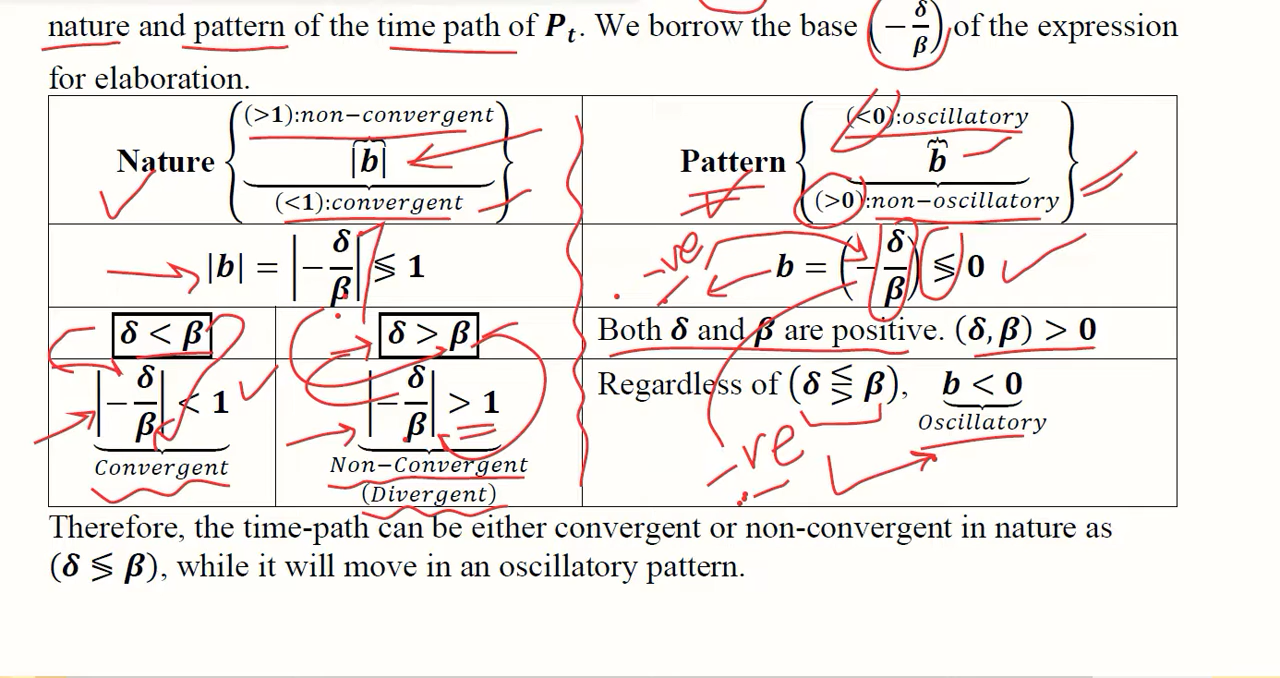 nature and pattern of the time path of P_t. We borrow the base (−δ/β) of the expression
for elaboration.
Nature { (>1):non−convergent |b| (<1):convergent }
Pattern { (<0):oscillatory b (>0):non−oscillatory }
|b| = |−δ/β| ⋚ 1
b = (−δ/β) ⋚ 0
-ve
δ < β
δ > β
Both δ and β are positive. (δ, β) > 0
|−δ/β| < 1
Convergent
|−δ/β| > 1
Non−Convergent
(Divergent)
Regardless of (δ ⋚ β), b < 0
Oscillatory
-ve
Therefore, the time-path can be either convergent or non-convergent in nature as
(δ ⋚ β), while it will move in an oscillatory pattern.